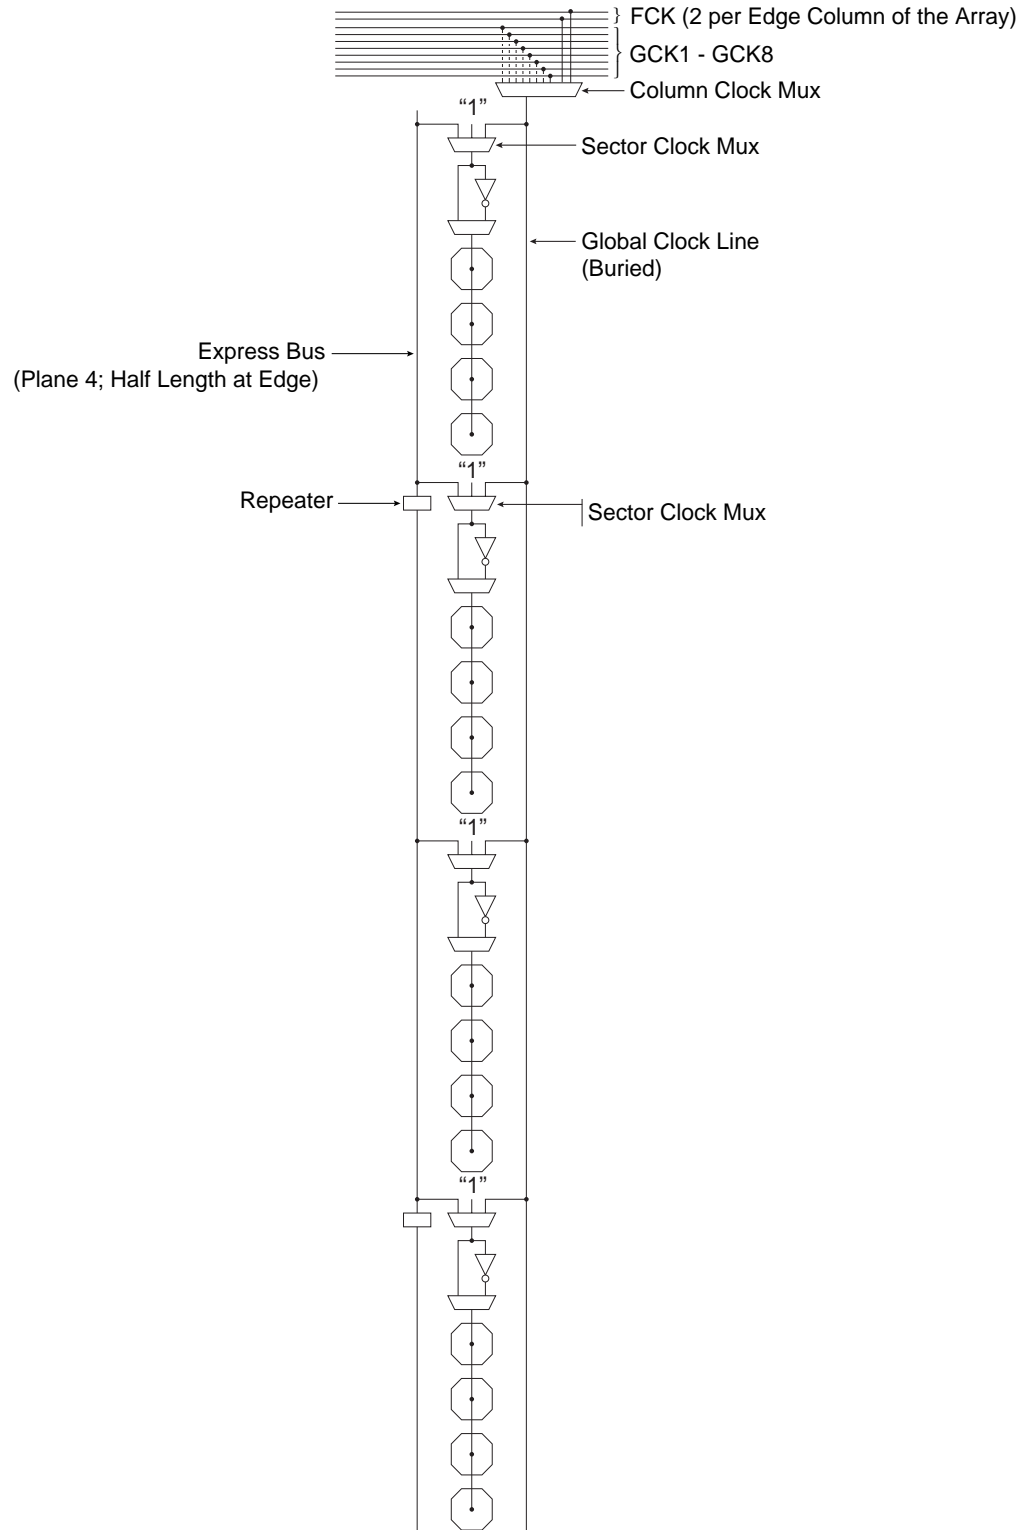 FCK (2 per Edge Column of the Array)
GCK1 - GCK8
Column Clock Mux
“1”
Sector Clock Mux
Global Clock Line
(Buried)
Express Bus
(Plane 4; Half Length at Edge)
“1”
Repeater
Sector Clock Mux
“1”
“1”